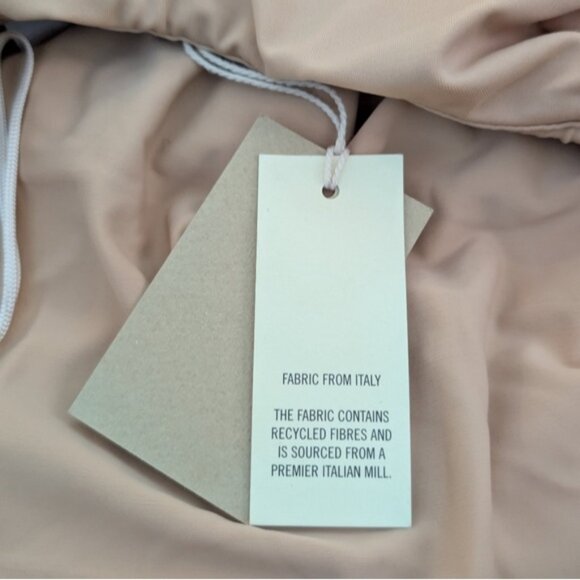 FABRIC FROM ITALY
THE FABRIC CONTAINS
RECYCLED FIBRES AND
IS SOURCED FROM A
PREMIER ITALIAN MILL.